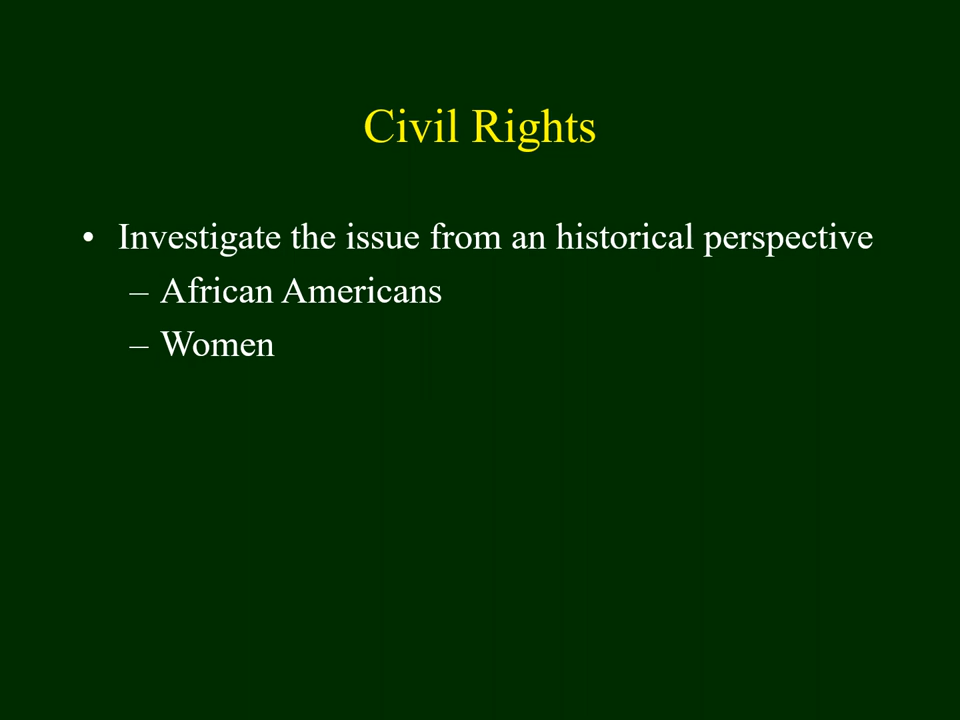 Civil Rights
• Investigate the issue from an historical perspective
– African Americans
– Women